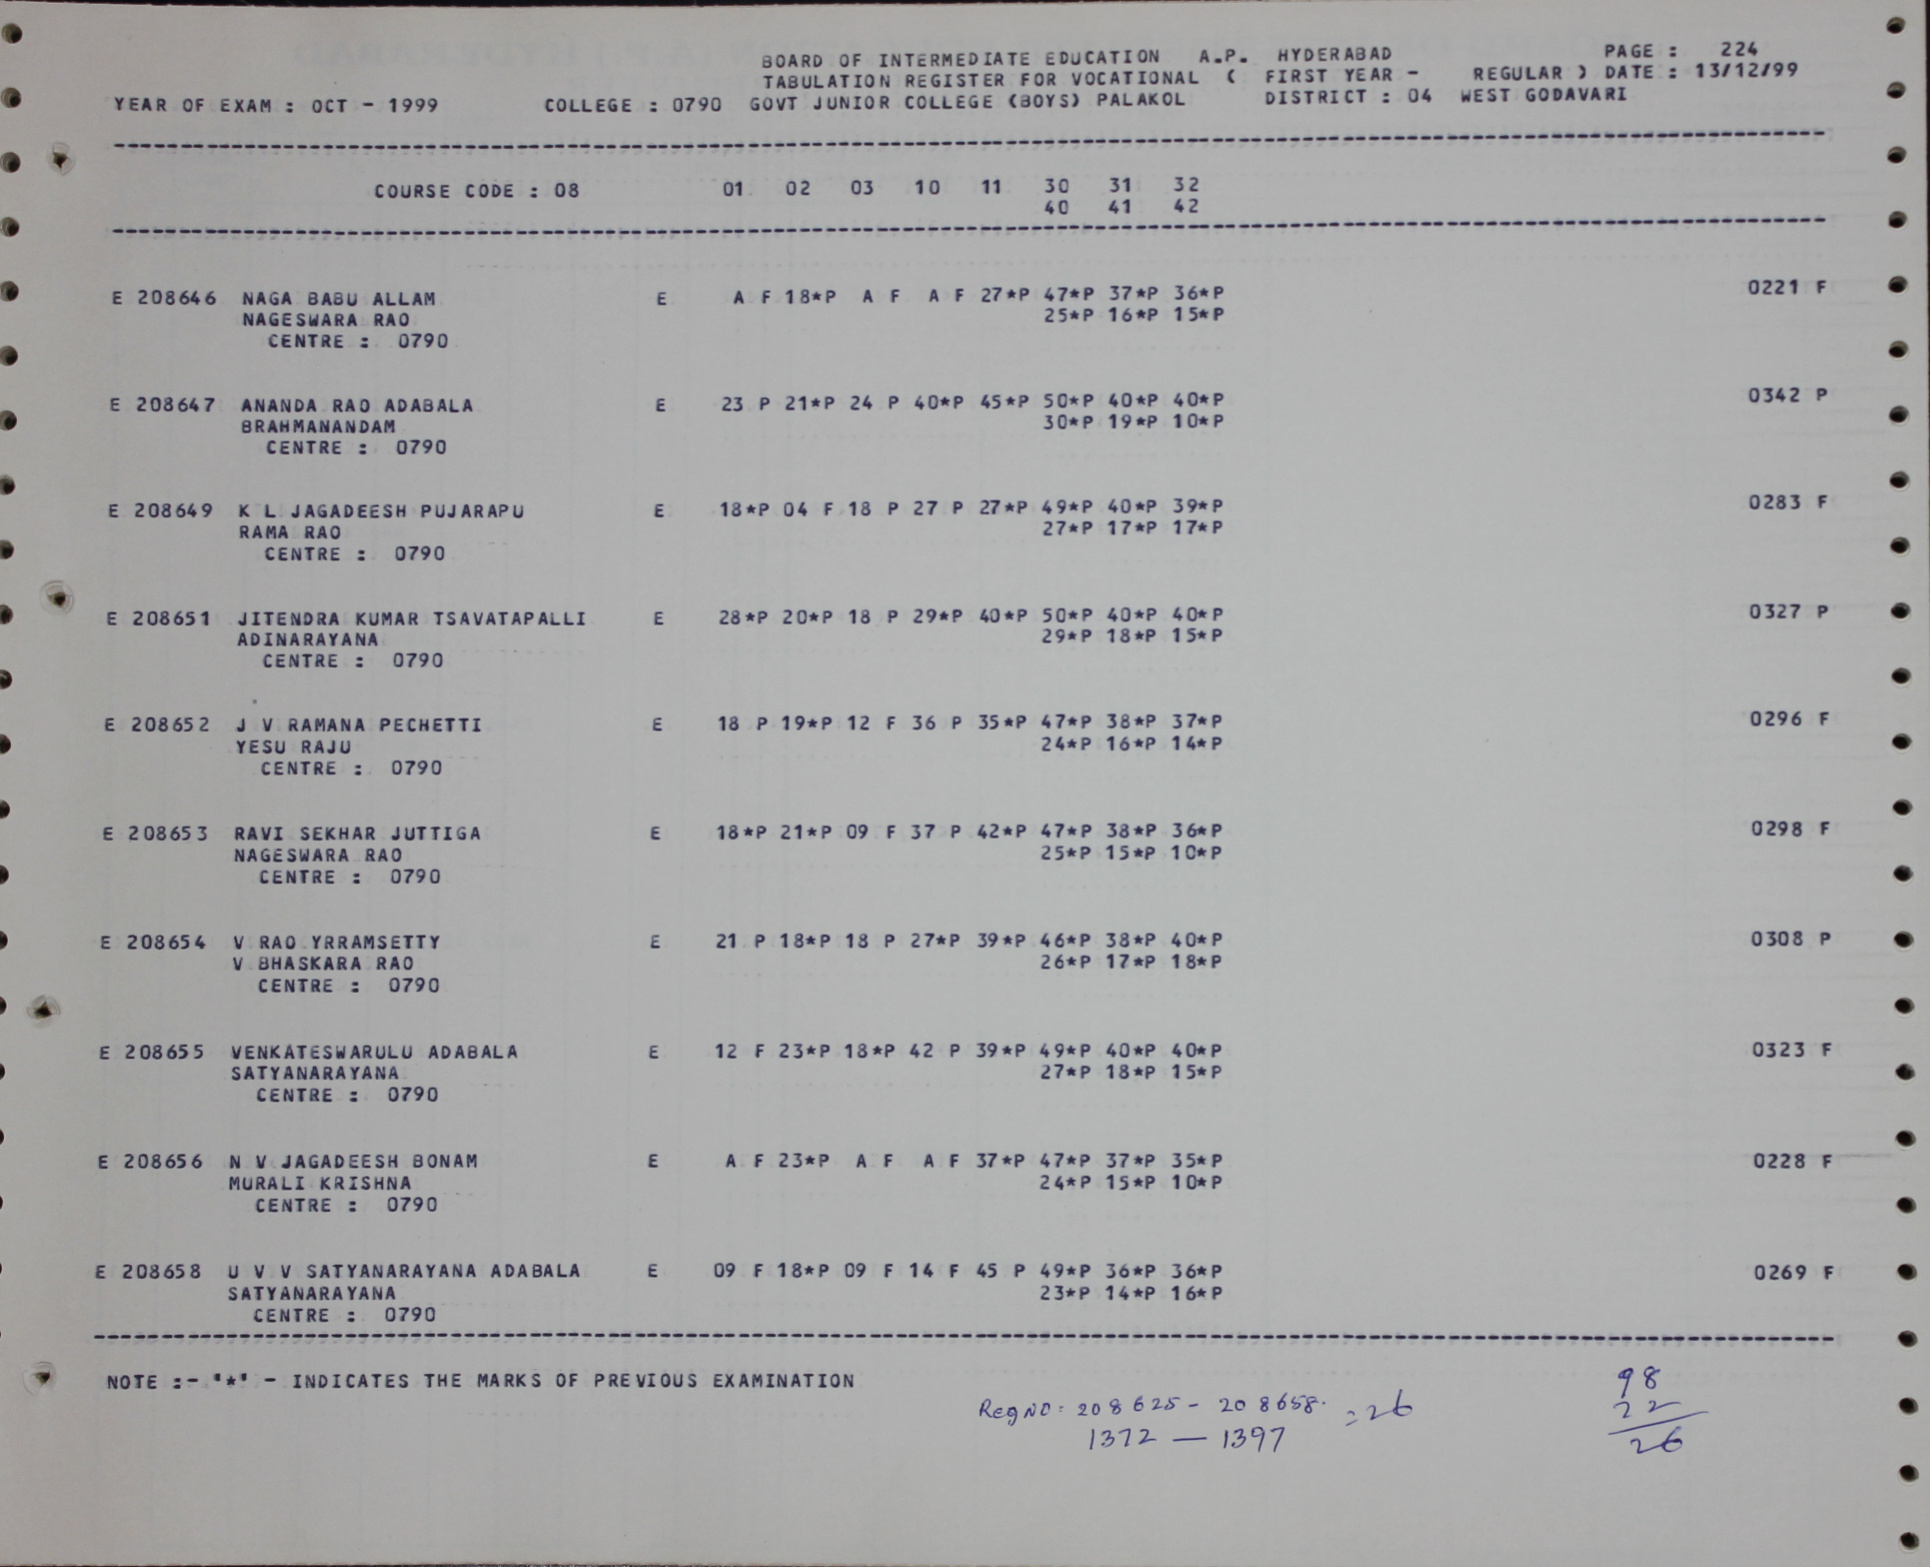 BOARD OF INTERMEDIATE EDUCATION A.P. HYDERABAD PAGE : 224
TABULATION REGISTER FOR VOCATIONAL ( FIRST YEAR - REGULAR ) DATE : 13/12/99
YEAR OF EXAM : OCT - 1999 COLLEGE : 0790 GOVT JUNIOR COLLEGE (BOYS) PALAKOL DISTRICT : 04 WEST GODAVARI
COURSE CODE : 08 01 02 03 10 11 30 31 32
40 41 42
E 208646 NAGA BABU ALLAM E A F 18*P A F A F 27*P 47*P 37*P 36*P 0221 F
NAGESWARA RAO 25*P 16*P 15*P
CENTRE : 0790
E 208647 ANANDA RAO ADABALA E 23 P 21*P 24 P 40*P 45*P 50*P 40*P 40*P 0342 P
BRAHMANANDAM 30*P 19*P 10*P
CENTRE : 0790
E 208649 K L JAGADEESH PUJARAPU E 18*P 04 F 18 P 27 P 27*P 49*P 40*P 39*P 0283 F
RAMA RAO 27*P 17*P 17*P
CENTRE : 0790
E 208651 JITENDRA KUMAR TSAVATAPALLI E 28*P 20*P 18 P 29*P 40*P 50*P 40*P 40*P 0327 P
ADINARAYANA 29*P 18*P 15*P
CENTRE : 0790
E 208652 J V RAMANA PECHETTI E 18 P 19*P 12 F 36 P 35*P 47*P 38*P 37*P 0296 F
YESU RAJU 24*P 16*P 14*P
CENTRE : 0790
E 208653 RAVI SEKHAR JUTTIGA E 18*P 21*P 09 F 37 P 42*P 47*P 38*P 36*P 0298 F
NAGESWARA RAO 25*P 15*P 10*P
CENTRE : 0790
E 208654 V RAO YRRAMSETTY E 21 P 18*P 18 P 27*P 39*P 46*P 38*P 40*P 0308 P
V BHASKARA RAO 26*P 17*P 18*P
CENTRE : 0790
E 208655 VENKATESWARULU ADABALA E 12 F 23*P 18*P 42 P 39*P 49*P 40*P 40*P 0323 F
SATYANARAYANA 27*P 18*P 15*P
CENTRE : 0790
E 208656 N V JAGADEESH BONAM E A F 23*P A F A F 37*P 47*P 37*P 35*P 0228 F
MURALI KRISHNA 24*P 15*P 10*P
CENTRE : 0790
E 208658 U V V SATYANARAYANA ADABALA E 09 F 18*P 09 F 14 F 45 P 49*P 36*P 36*P 0269 F
SATYANARAYANA 23*P 14*P 16*P
CENTRE : 0790
NOTE :- '*' - INDICATES THE MARKS OF PREVIOUS EXAMINATION
Reg NO: 208625 - 208658. = 26
1372 — 1397
98
22
26